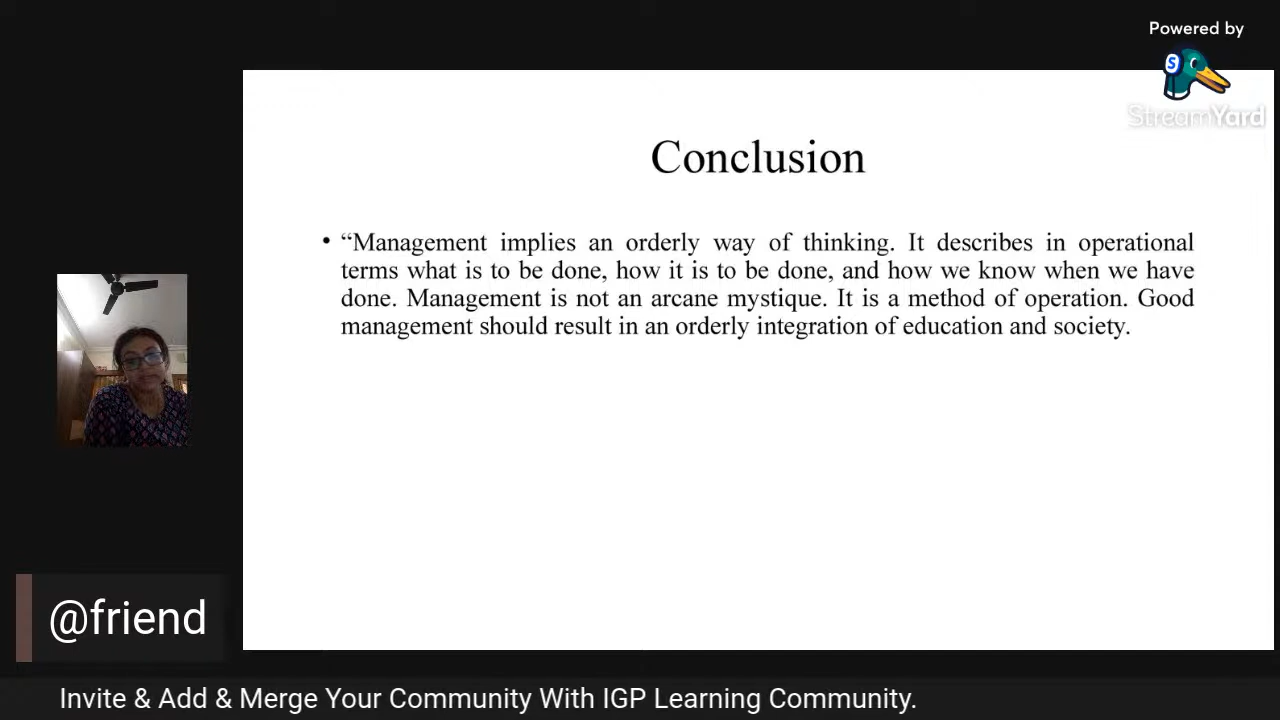 Powered by
StreamYard
Conclusion
• “Management implies an orderly way of thinking. It describes in operational
terms what is to be done, how it is to be done, and how we know when we have
done. Management is not an arcane mystique. It is a method of operation. Good
management should result in an orderly integration of education and society.
@friend
Invite & Add & Merge Your Community With IGP Learning Community.